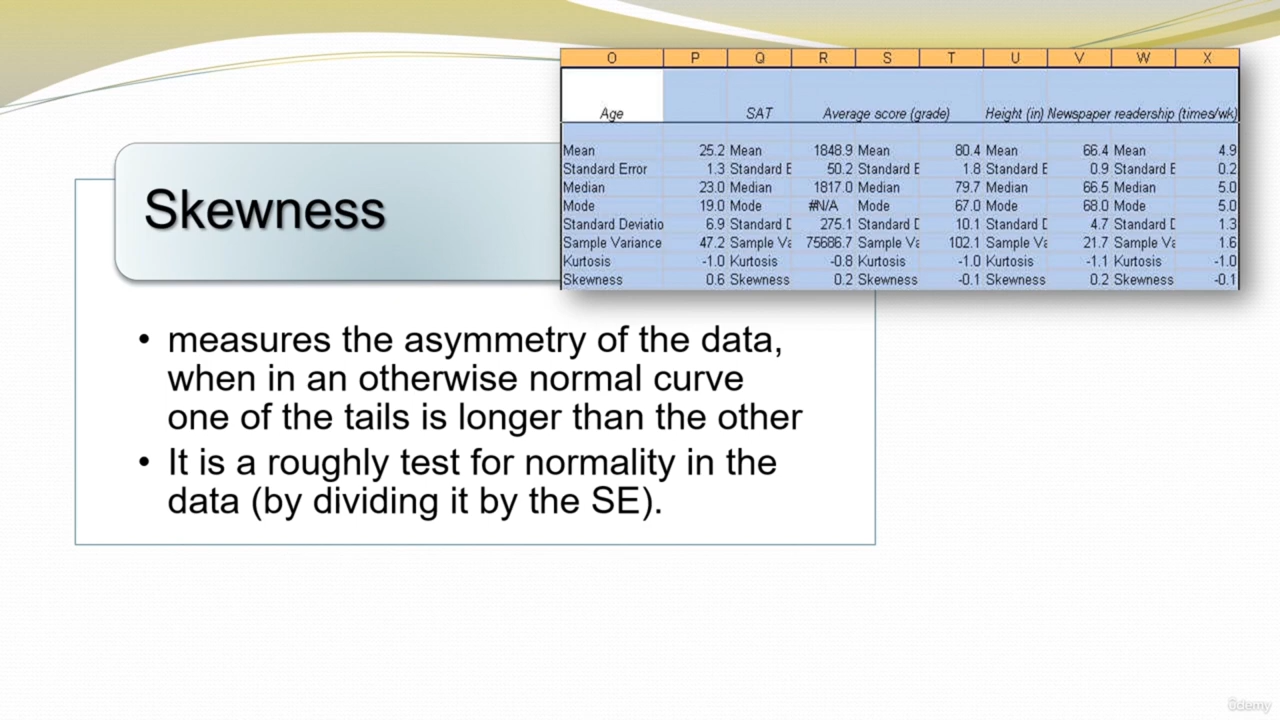 O P Q R S T U V W X
Age SAT Average score (grade) Height (in) Newspaper readership (times/wk)
Mean 25.2 Mean 1848.9 Mean 80.4 Mean 66.4 Mean 4.9
Standard Error 1.3 Standard E 50.2 Standard E 1.8 Standard E 0.9 Standard E 0.2
Median 23.0 Median 1817.0 Median 79.7 Median 66.5 Median 5.0
Mode 19.0 Mode #N/A Mode 67.0 Mode 68.0 Mode 5.0
Standard Deviatio 6.9 Standard D 275.1 Standard D 10.1 Standard D 4.7 Standard D 1.3
Sample Variance 47.2 Sample Va 75686.7 Sample Va 102.1 Sample Va 21.7 Sample Va 1.6
Kurtosis -1.0 Kurtosis -0.8 Kurtosis -1.0 Kurtosis -1.1 Kurtosis -1.0
Skewness 0.6 Skewness 0.2 Skewness -0.1 Skewness 0.2 Skewness -0.1
Skewness
• measures the asymmetry of the data,
when in an otherwise normal curve
one of the tails is longer than the other
• It is a roughly test for normality in the
data (by dividing it by the SE).
ûdemy